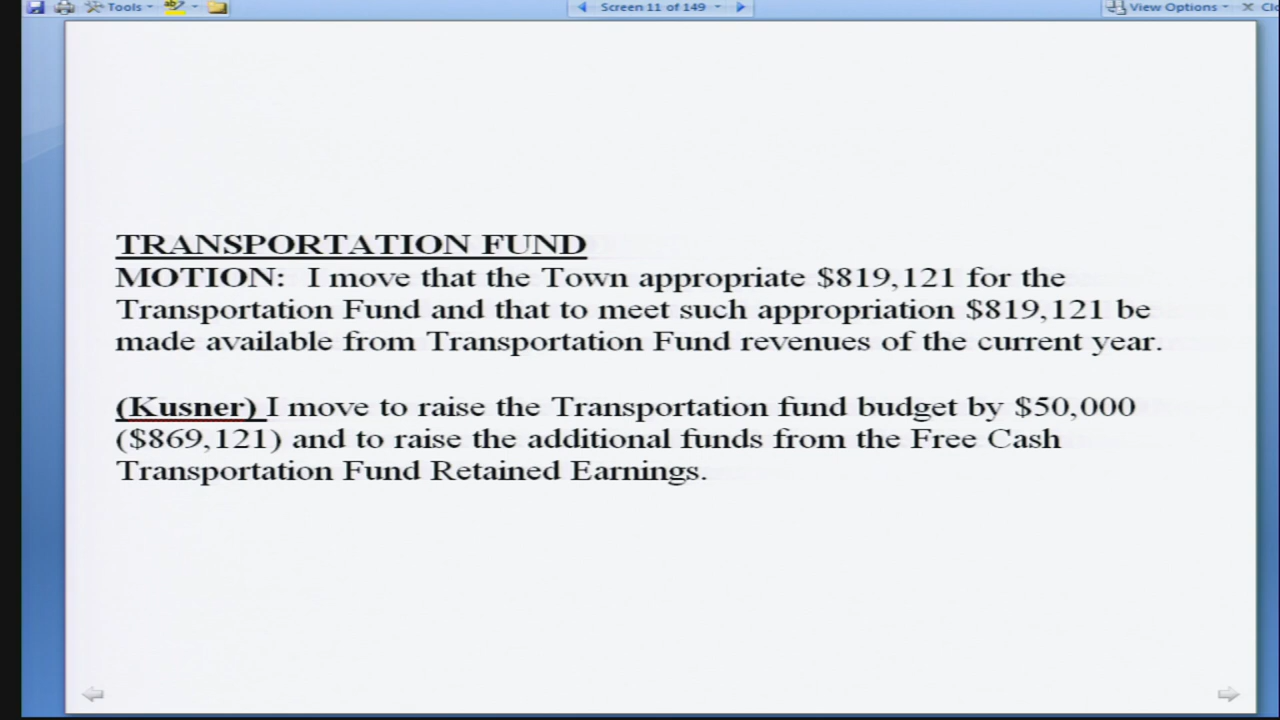 Tools
Screen 11 of 149
View Options
TRANSPORTATION FUND
MOTION: I move that the Town appropriate $819,121 for the
Transportation Fund and that to meet such appropriation $819,121 be
made available from Transportation Fund revenues of the current year.
(Kusner) I move to raise the Transportation fund budget by $50,000
($869,121) and to raise the additional funds from the Free Cash
Transportation Fund Retained Earnings.